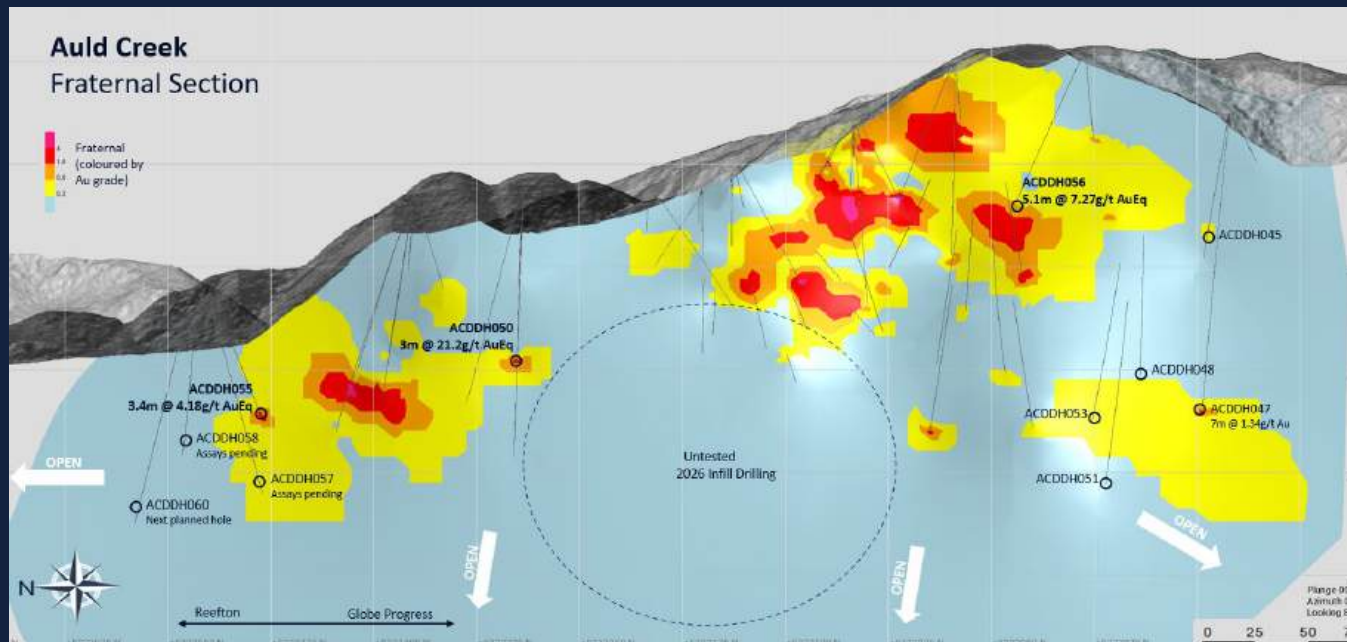 Auld Creek
Fraternal Section
Fraternal
(coloured by
Au grade)
ACDDH056
5.1m @ 7.27g/t AuEq
ACDDH045
ACDDH050
3m @ 21.2g/t AuEq
ACDDH048
ACDDH055
3.4m @ 4.18g/t AuEq
ACDDH053
ACDDH047
7m @ 1.34g/t Au
ACDDH058
Assays pending
OPEN
Untested
2026 Infill Drilling
ACDDH057
Assays pending
ACDDH051
ACDDH060
Next planned hole
OPEN
OPEN
OPEN
N
Reefton
Globe Progress
Plunge
Azimuth
Looking
0 25 50